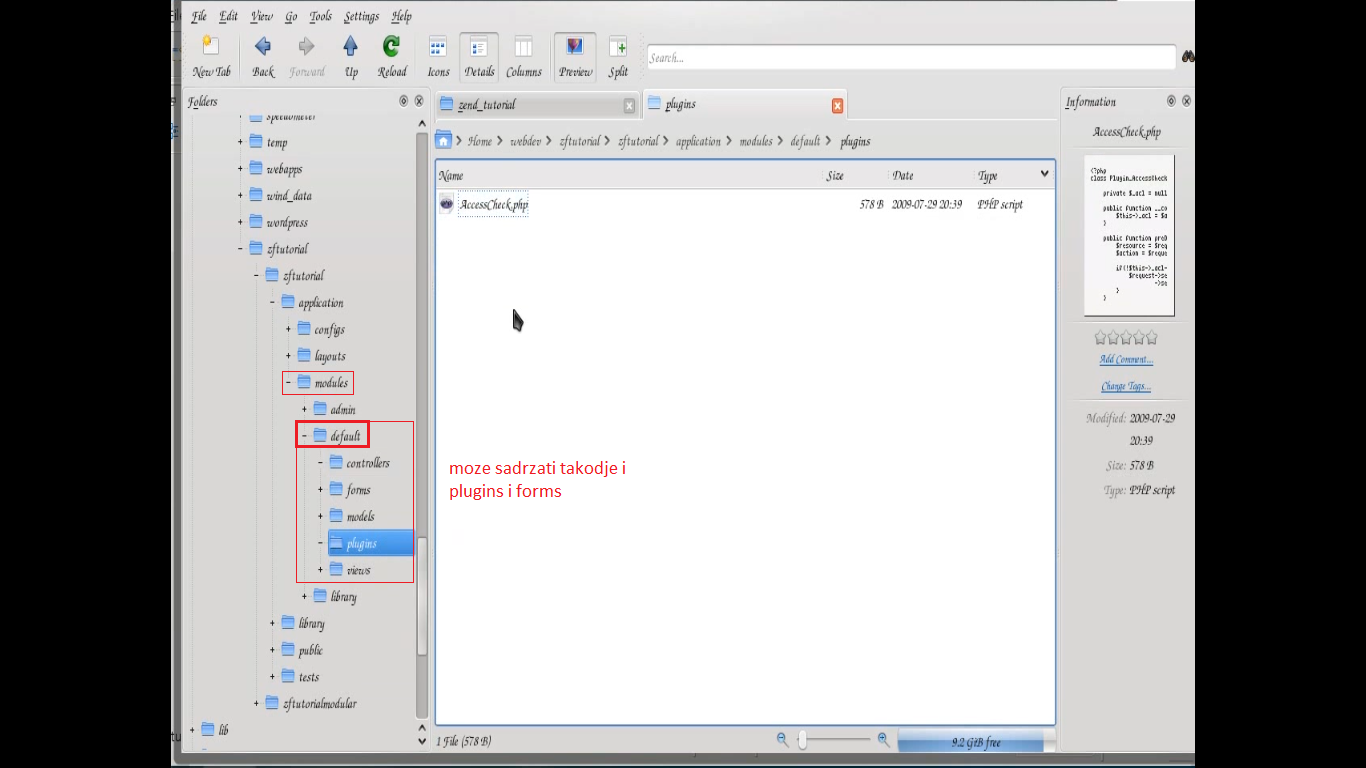 File Edit View Go Tools Settings Help
New Tab Back Forward Up Reload Icons Details Columns Preview Split
Search...
Folders
speedometer
temp
webapps
wind_data
wordpress
zftutorial
zftutorial
application
configs
layouts
modules
admin
default
controllers
forms
models
plugins
views
library
library
public
tests
zftutorialmodular
lib
zend_tutorial
plugins
Home webdev zftutorial zftutorial application modules default plugins
Name Size Date Type
AccessCheck.php 578 B 2009-07-29 20:39 PHP script
moze sadrzati takodje i
plugins i forms
1 File (578 B)
9.2 GiB free
Information
AccessCheck.php
<?php
class Plugin_AccessCheck
private $_acl = null
public function __co
$this->_acl = $a
}
public function preD
$resource = $req
$action = $reque
if(!$this->_acl-
$request->se
->se
}
}
Add Comment...
Change Tags...
Modified: 2009-07-29
20:39
Size: 578 B
Type: PHP script